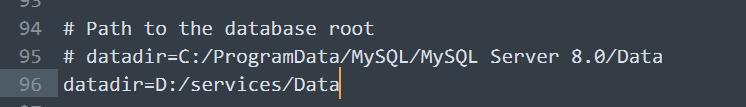 94 # Path to the database root
95 # datadir=C:/ProgramData/MySQL/MySQL Server 8.0/Data
96 datadir=D:/services/Data